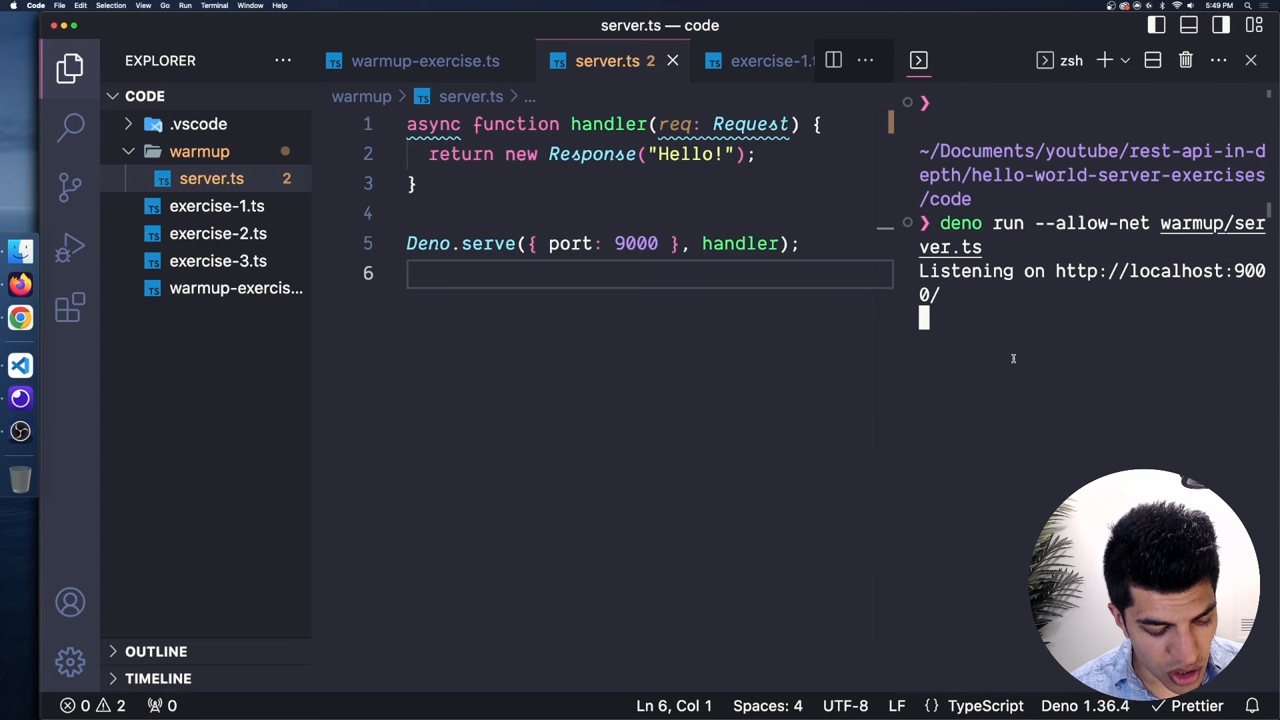 Code File Edit Selection View Go Run Terminal Window Help 5:49 PM
server.ts — code
EXPLORER
warmup-exercise.ts
server.ts 2
exercise-1.t
zsh
CODE
.vscode
warmup
server.ts 2
exercise-1.ts
exercise-2.ts
exercise-3.ts
warmup-exercis...
OUTLINE
TIMELINE
warmup > server.ts > ...
1 async function handler(req: Request) {
2 return new Response("Hello!");
3 }
4
5 Deno.serve({ port: 9000 }, handler);
6
❯
~/Documents/youtube/rest-api-in-d
epth/hello-world-server-exercises
/code
❯ deno run --allow-net warmup/ser
ver.ts
Listening on http://localhost:900
0/
0 2 0 Ln 6, Col 1 Spaces: 4 UTF-8 LF {} TypeScript Deno 1.36.4 Prettier